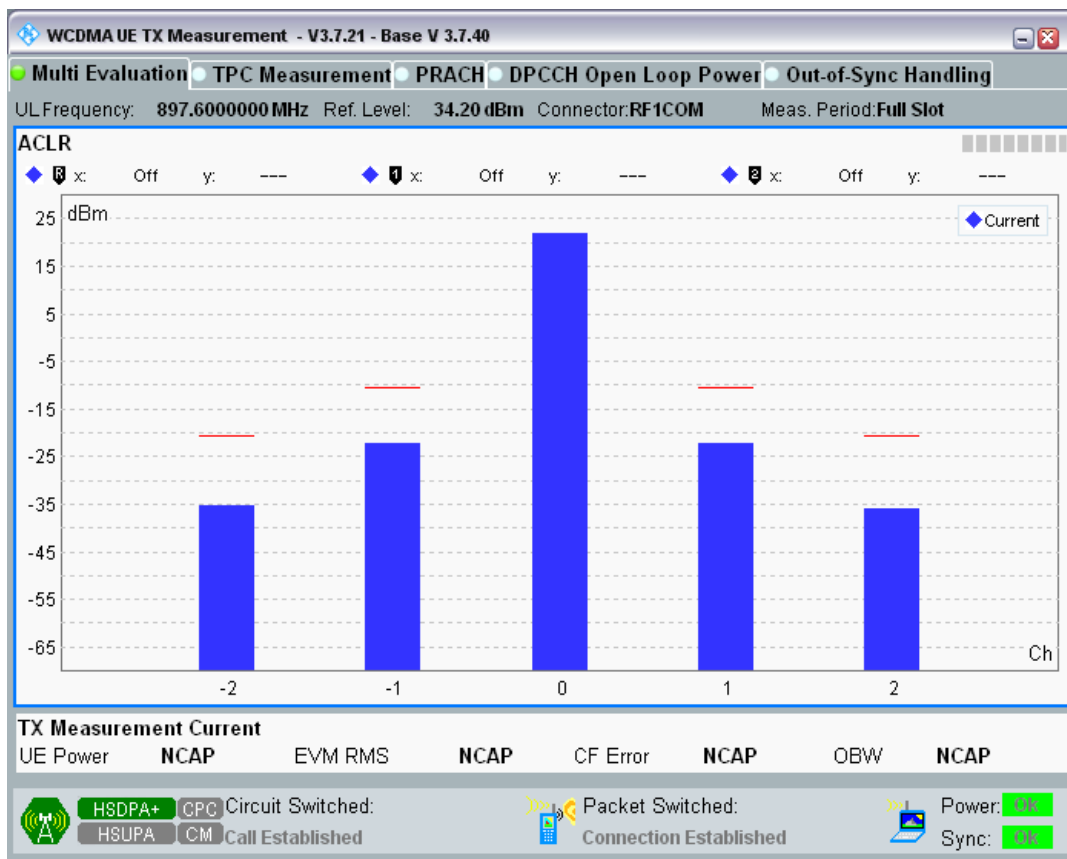 WCDMA UE TX Measurement - V3.7.21 - Base V 3.7.40
Multi Evaluation TPC Measurement PRACH DPCCH Open Loop Power Out-of-Sync Handling
UL Frequency: 897.6000000 MHz Ref. Level: 34.20 dBm Connector:RF1COM Meas. Period:Full Slot
ACLR
R x: Off y: --- 1 x: Off y: --- 2 x: Off y: ---
dBm
Current
25
15
5
-5
-15
-25
-35
-45
-55
-65
Ch
-2 -1 0 1 2
TX Measurement Current
UE Power NCAP EVM RMS NCAP CF Error NCAP OBW NCAP
HSDPA+ CPC Circuit Switched: Packet Switched: Power: OK
HSUPA CM Call Established Connection Established Sync: OK